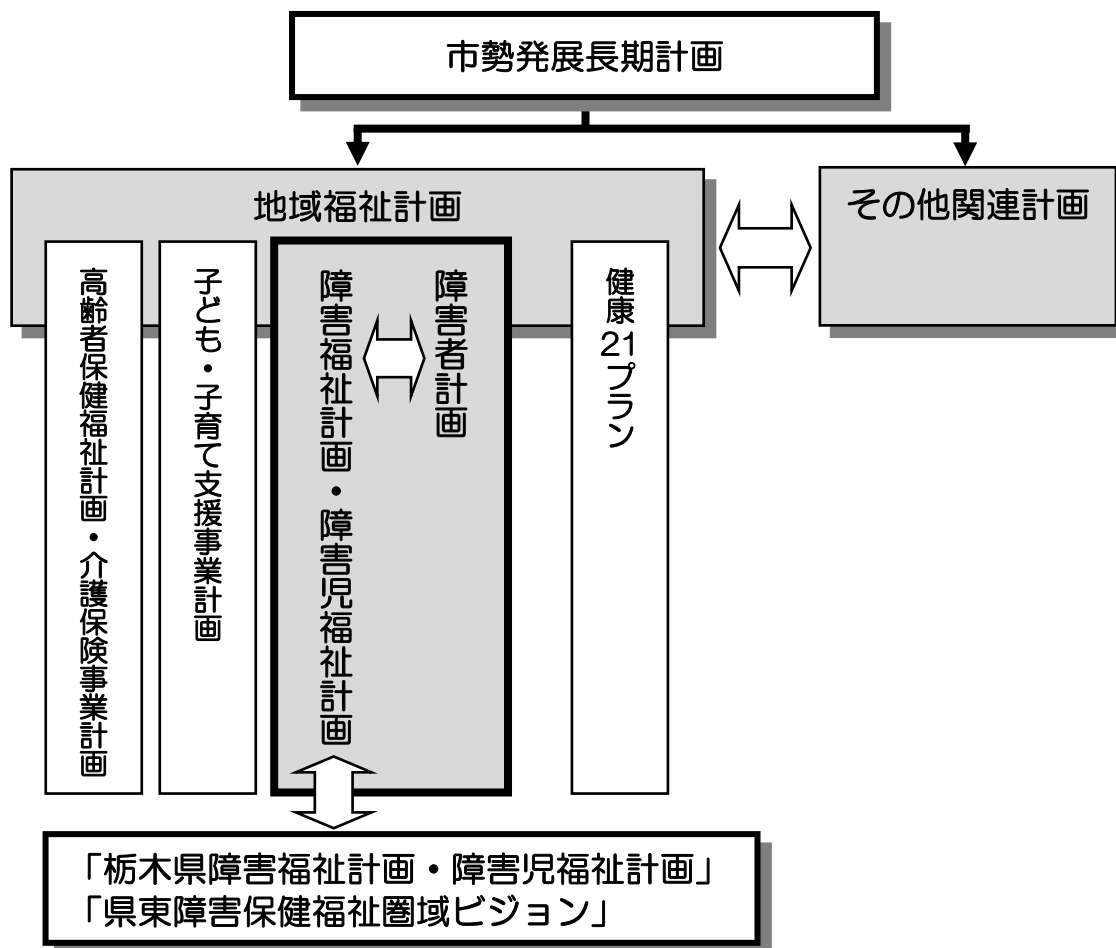 市勢発展長期計画
地域福祉計画
その他関連計画
高齢者保健福祉計画・介護保険事業計画
子ども・子育て支援事業計画
障害福祉計画・障害児福祉計画
障害者計画
健康21プラン
「栃木県障害福祉計画・障害児福祉計画」
「県東障害保健福祉圏域ビジョン」